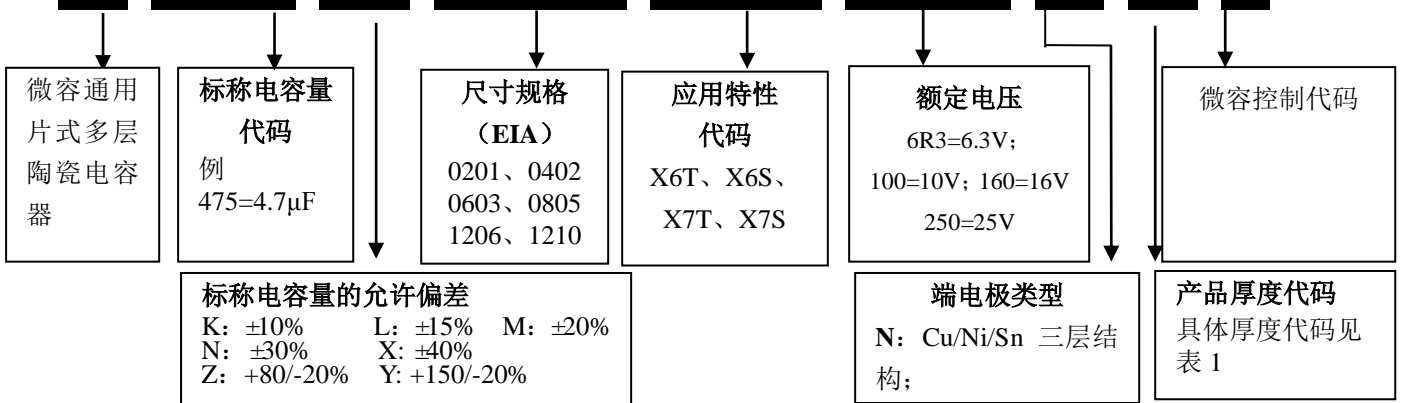 微容通用
片式多层
陶瓷电容
器
标称电容量
代码
例
475=4.7μF
尺寸规格
（EIA）
0201、0402
0603、0805
1206、1210
应用特性
代码
X6T、X6S、
X7T、X7S
额定电压
6R3=6.3V；
100=10V；160=16V
250=25V
微容控制代码
标称电容量的允许偏差
K：±10% L：±15% M：±20%
N：±30% X: ±40%
Z：+80/-20% Y: +150/-20%
端电极类型
N：Cu/Ni/Sn 三层结
构；
产品厚度代码
具体厚度代码见
表 1